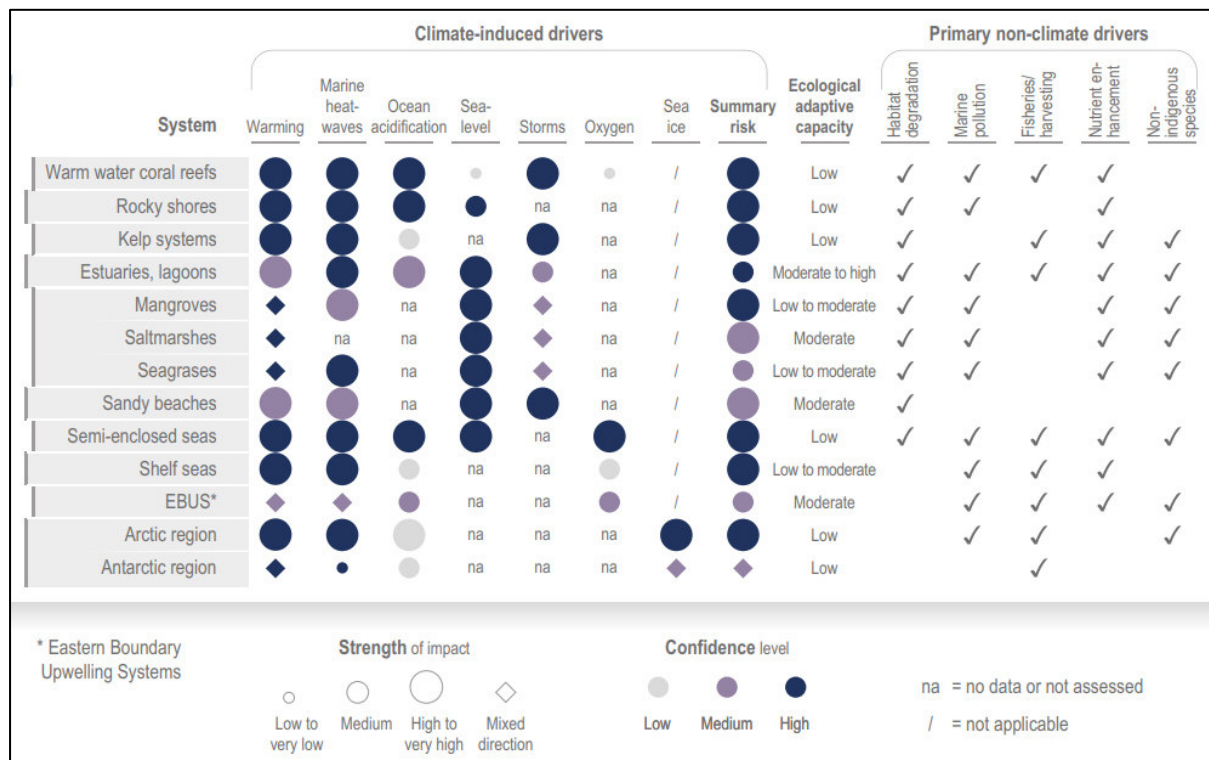 Climate-induced drivers
Primary non-climate drivers
System
Warming
Marine
heat-
waves
Ocean
acidification
Sea-
level
Storms
Oxygen
Sea
ice
Summary
risk
Ecological
adaptive
capacity
Habitat
degradation
Marine
pollution
Fisheries/
harvesting
Nutrient en-
hancement
Non-
indigenous
species
Warm water coral reefs / Low ✓ ✓ ✓ ✓
Rocky shores na na / Low ✓ ✓ ✓
Kelp systems na na / Low ✓ ✓ ✓ ✓
Estuaries, lagoons na / Moderate to high ✓ ✓ ✓ ✓ ✓
Mangroves na na / Low to moderate ✓ ✓ ✓ ✓
Saltmarshes na na na / Moderate ✓ ✓ ✓ ✓
Seagrases na na / Low to moderate ✓ ✓ ✓ ✓
Sandy beaches na na / Moderate ✓
Semi-enclosed seas na / Low ✓ ✓ ✓ ✓ ✓
Shelf seas na na / Low to moderate ✓ ✓ ✓
EBUS* na na / Moderate ✓ ✓ ✓ ✓
Arctic region na na na Low ✓ ✓ ✓
Antarctic region na na na Low ✓
* Eastern Boundary
Upwelling Systems
Strength of impact
Low to
very low
Medium
High to
very high
Mixed
direction
Confidence level
Low Medium High
na = no data or not assessed
/ = not applicable